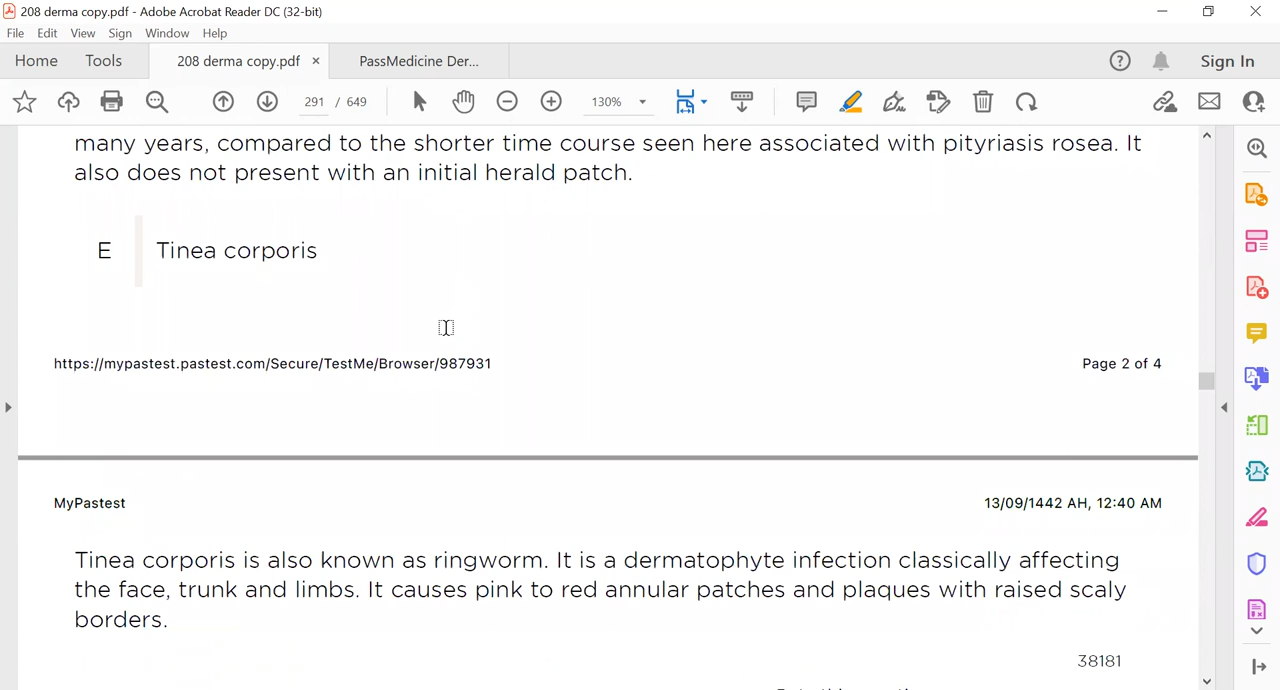 208 derma copy.pdf - Adobe Acrobat Reader DC (32-bit)
File Edit View Sign Window Help
Home Tools 208 derma copy.pdf × PassMedicine Der... Sign In
291 / 649 130%
many years, compared to the shorter time course seen here associated with pityriasis rosea. It
also does not present with an initial herald patch.
E Tinea corporis
https://mypastest.pastest.com/Secure/TestMe/Browser/987931 Page 2 of 4
MyPastest 13/09/1442 AH, 12:40 AM
Tinea corporis is also known as ringworm. It is a dermatophyte infection classically affecting
the face, trunk and limbs. It causes pink to red annular patches and plaques with raised scaly
borders.
38181